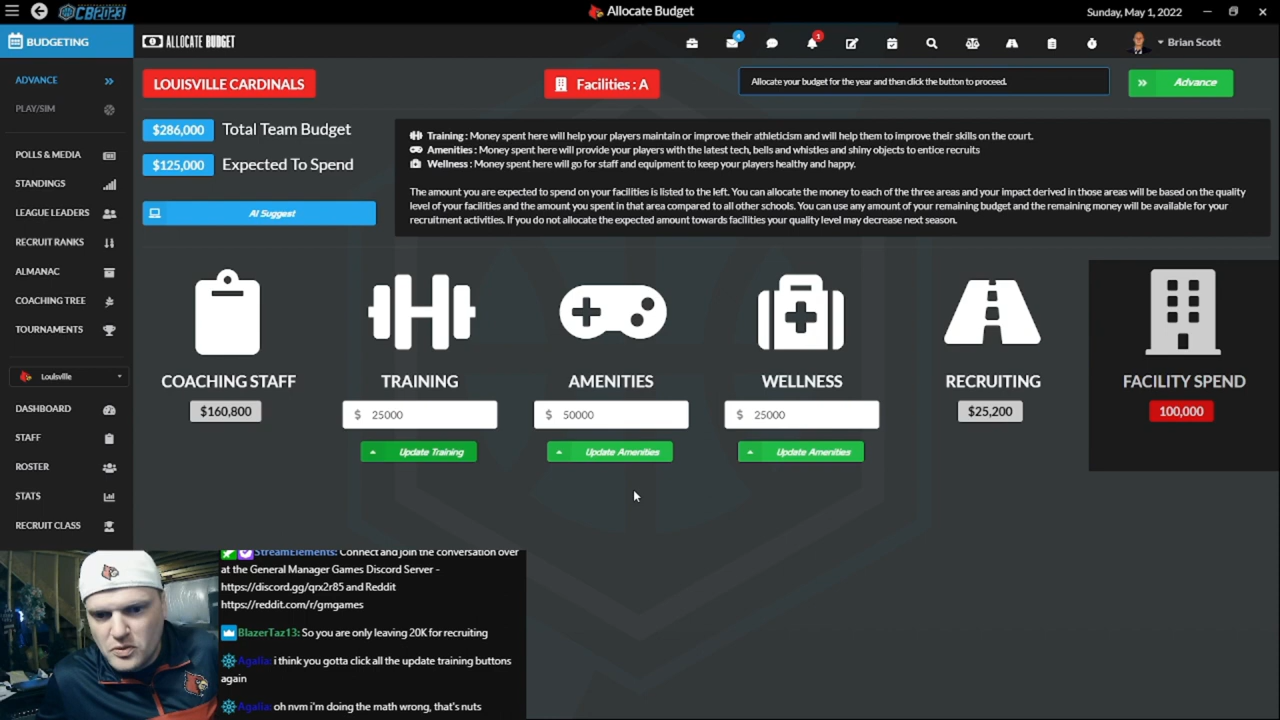 CB2023
Allocate Budget
Sunday, May 1, 2022
BUDGETING
ALLOCATE BUDGET
4
1
Brian Scott
ADVANCE
PLAY/SIM
POLLS & MEDIA
STANDINGS
LEAGUE LEADERS
RECRUIT RANKS
ALMANAC
COACHING TREE
TOURNAMENTS
Louisville
DASHBOARD
STAFF
ROSTER
STATS
RECRUIT CLASS
LOUISVILLE CARDINALS
Facilities : A
Allocate your budget for the year and then click the button to proceed.
Advance
$286,000 Total Team Budget
$125,000 Expected To Spend
AI Suggest
Training : Money spent here will help your players maintain or improve their athleticism and will help them to improve their skills on the court.
Amenities : Money spent here will provide your players with the latest tech, bells and whistles and shiny objects to entice recruits
Wellness : Money spent here will go for staff and equipment to keep your players healthy and happy.
The amount you are expected to spend on your facilities is listed to the left. You can allocate the money to each of the three areas and your impact derived in those areas will be based on the quality
level of your facilities and the amount you spent in that area compared to all other schools. You can use any amount of your remaining budget and the remaining money will be available for your
recruitment activities. If you do not allocate the expected amount towards facilities your quality level may decrease next season.
COACHING STAFF
$160,800
TRAINING
$ 25000
Update Training
AMENITIES
$ 50000
Update Amenities
WELLNESS
$ 25000
Update Amenities
RECRUITING
$25,200
FACILITY SPEND
100,000
StreamElements: Connect and join the conversation over
at the General Manager Games Discord Server -
https://discord.gg/qrx2r85 and Reddit
https://reddit.com/r/gmgames
BlazerTaz13: So you are only leaving 20K for recruiting
Agalia: i think you gotta click all the update training buttons
again
Agalia: oh nvm i'm doing the math wrong, that's nuts